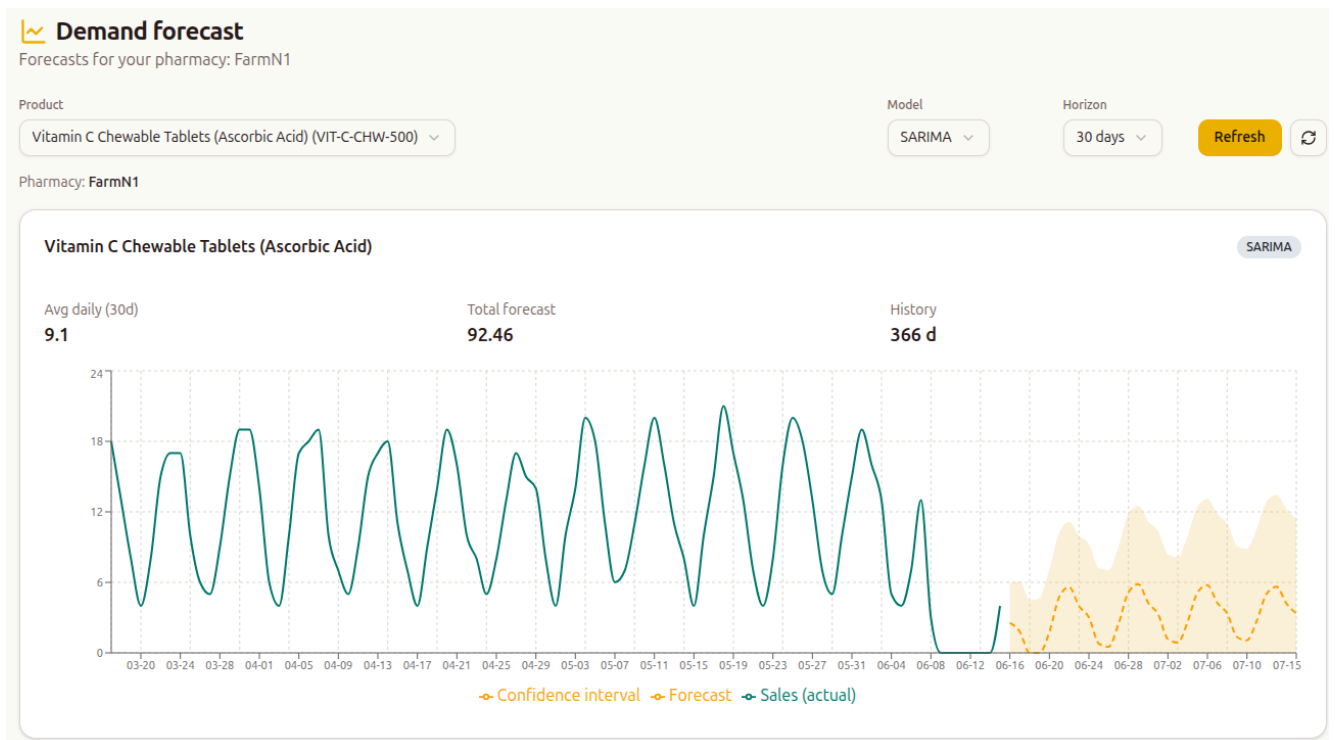 Demand forecast
Forecasts for your pharmacy: FarmN1
Product
Model
Horizon
Vitamin C Chewable Tablets (Ascorbic Acid) (VIT-C-CHW-500)
SARIMA
30 days
Refresh
Pharmacy: FarmN1
Vitamin C Chewable Tablets (Ascorbic Acid)
SARIMA
Avg daily (30d)
Total forecast
History
9.1
92.46
366 d
24
18
12
6
0
03-20 03-24 03-28 04-01 04-05 04-09 04-13 04-17 04-21 04-25 04-29 05-03 05-07 05-11 05-15 05-19 05-23 05-27 05-31 06-04 06-08 06-12 06-16 06-20 06-24 06-28 07-02 07-06 07-10 07-15
Confidence interval Forecast Sales (actual)